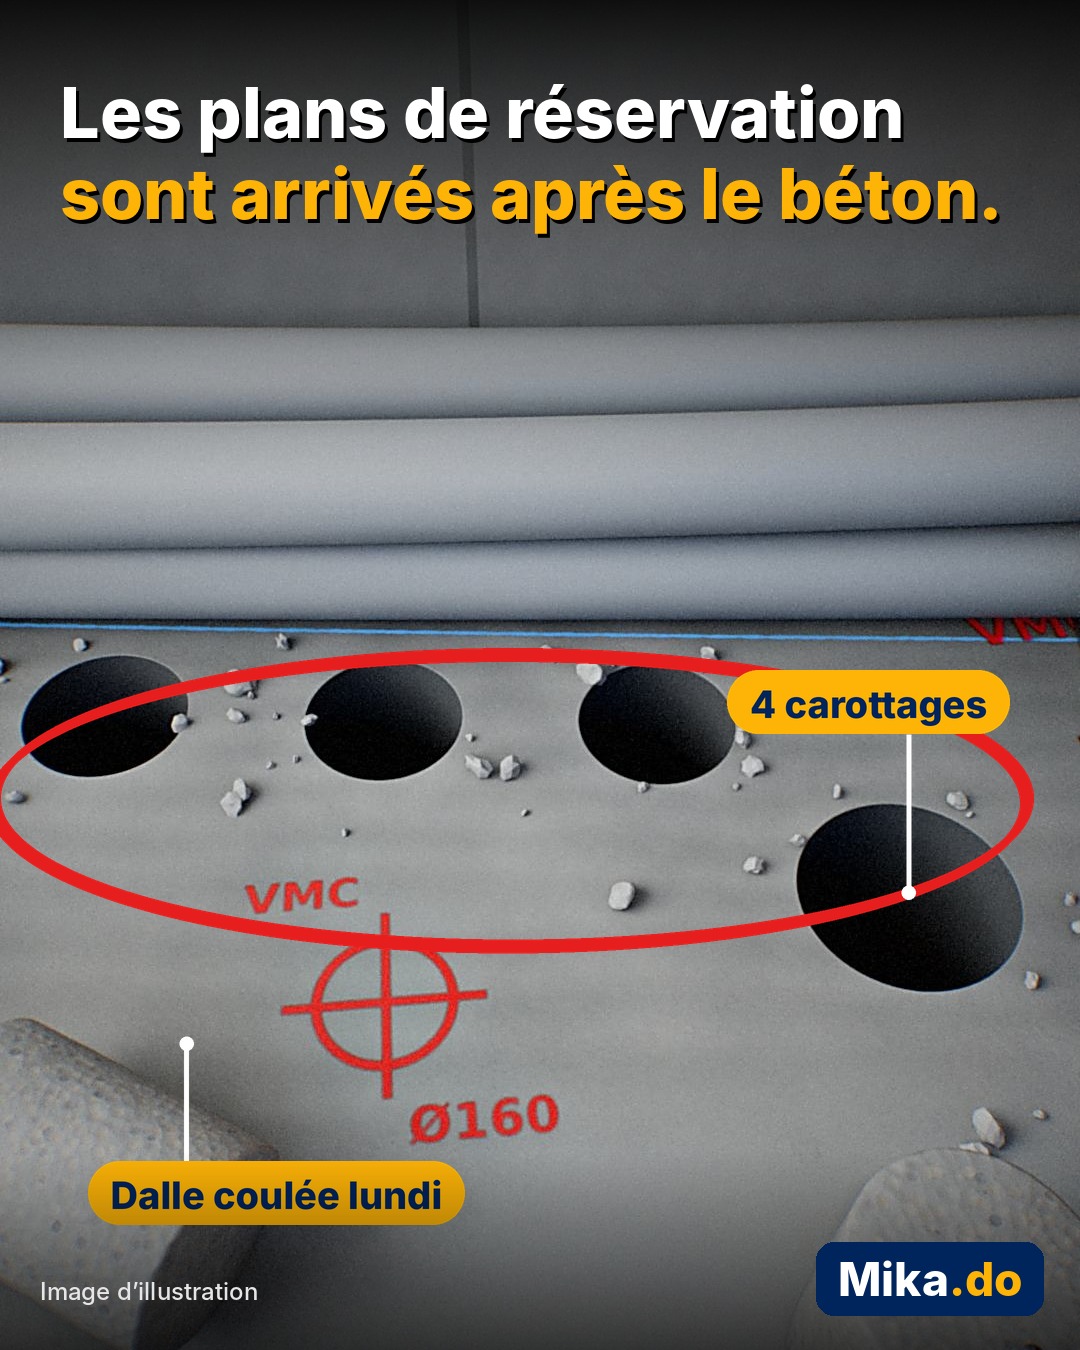 Les plans de réservation
sont arrivés après le béton.
4 carottages
VMC
Ø160
Dalle coulée lundi
Image d’illustration
Mika.do